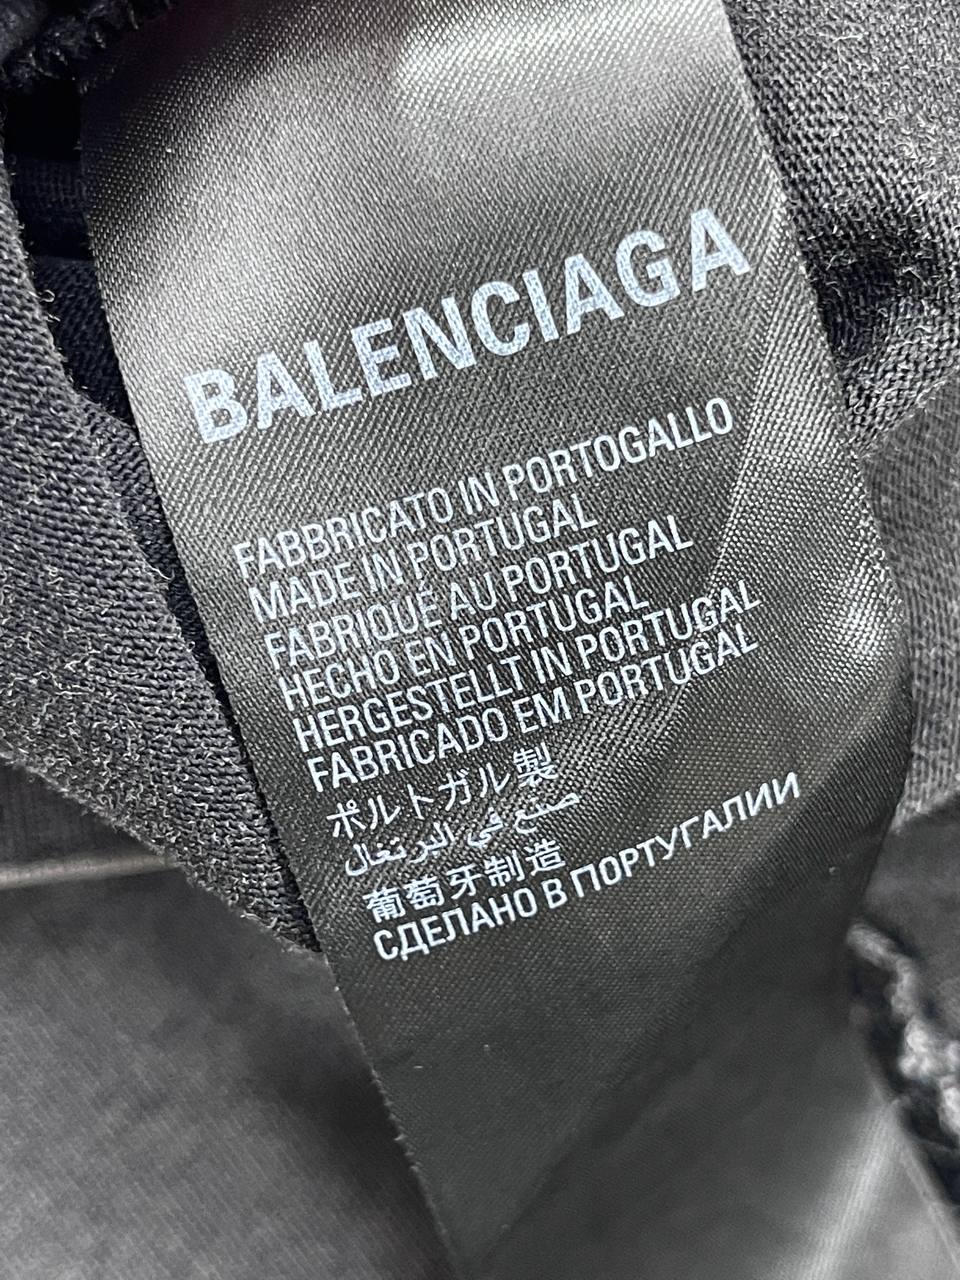 BALENCIAGA
FABBRICATO IN PORTOGALLO
MADE IN PORTUGAL
FABRIQUÉ AU PORTUGAL
HECHO EN PORTUGAL
HERGESTELLT IN PORTUGAL
FABRICADO EM PORTUGAL
ポルトガル製
صنع في البرتغال
葡萄牙制造
СДЕЛАНО В ПОРТУГАЛИИ